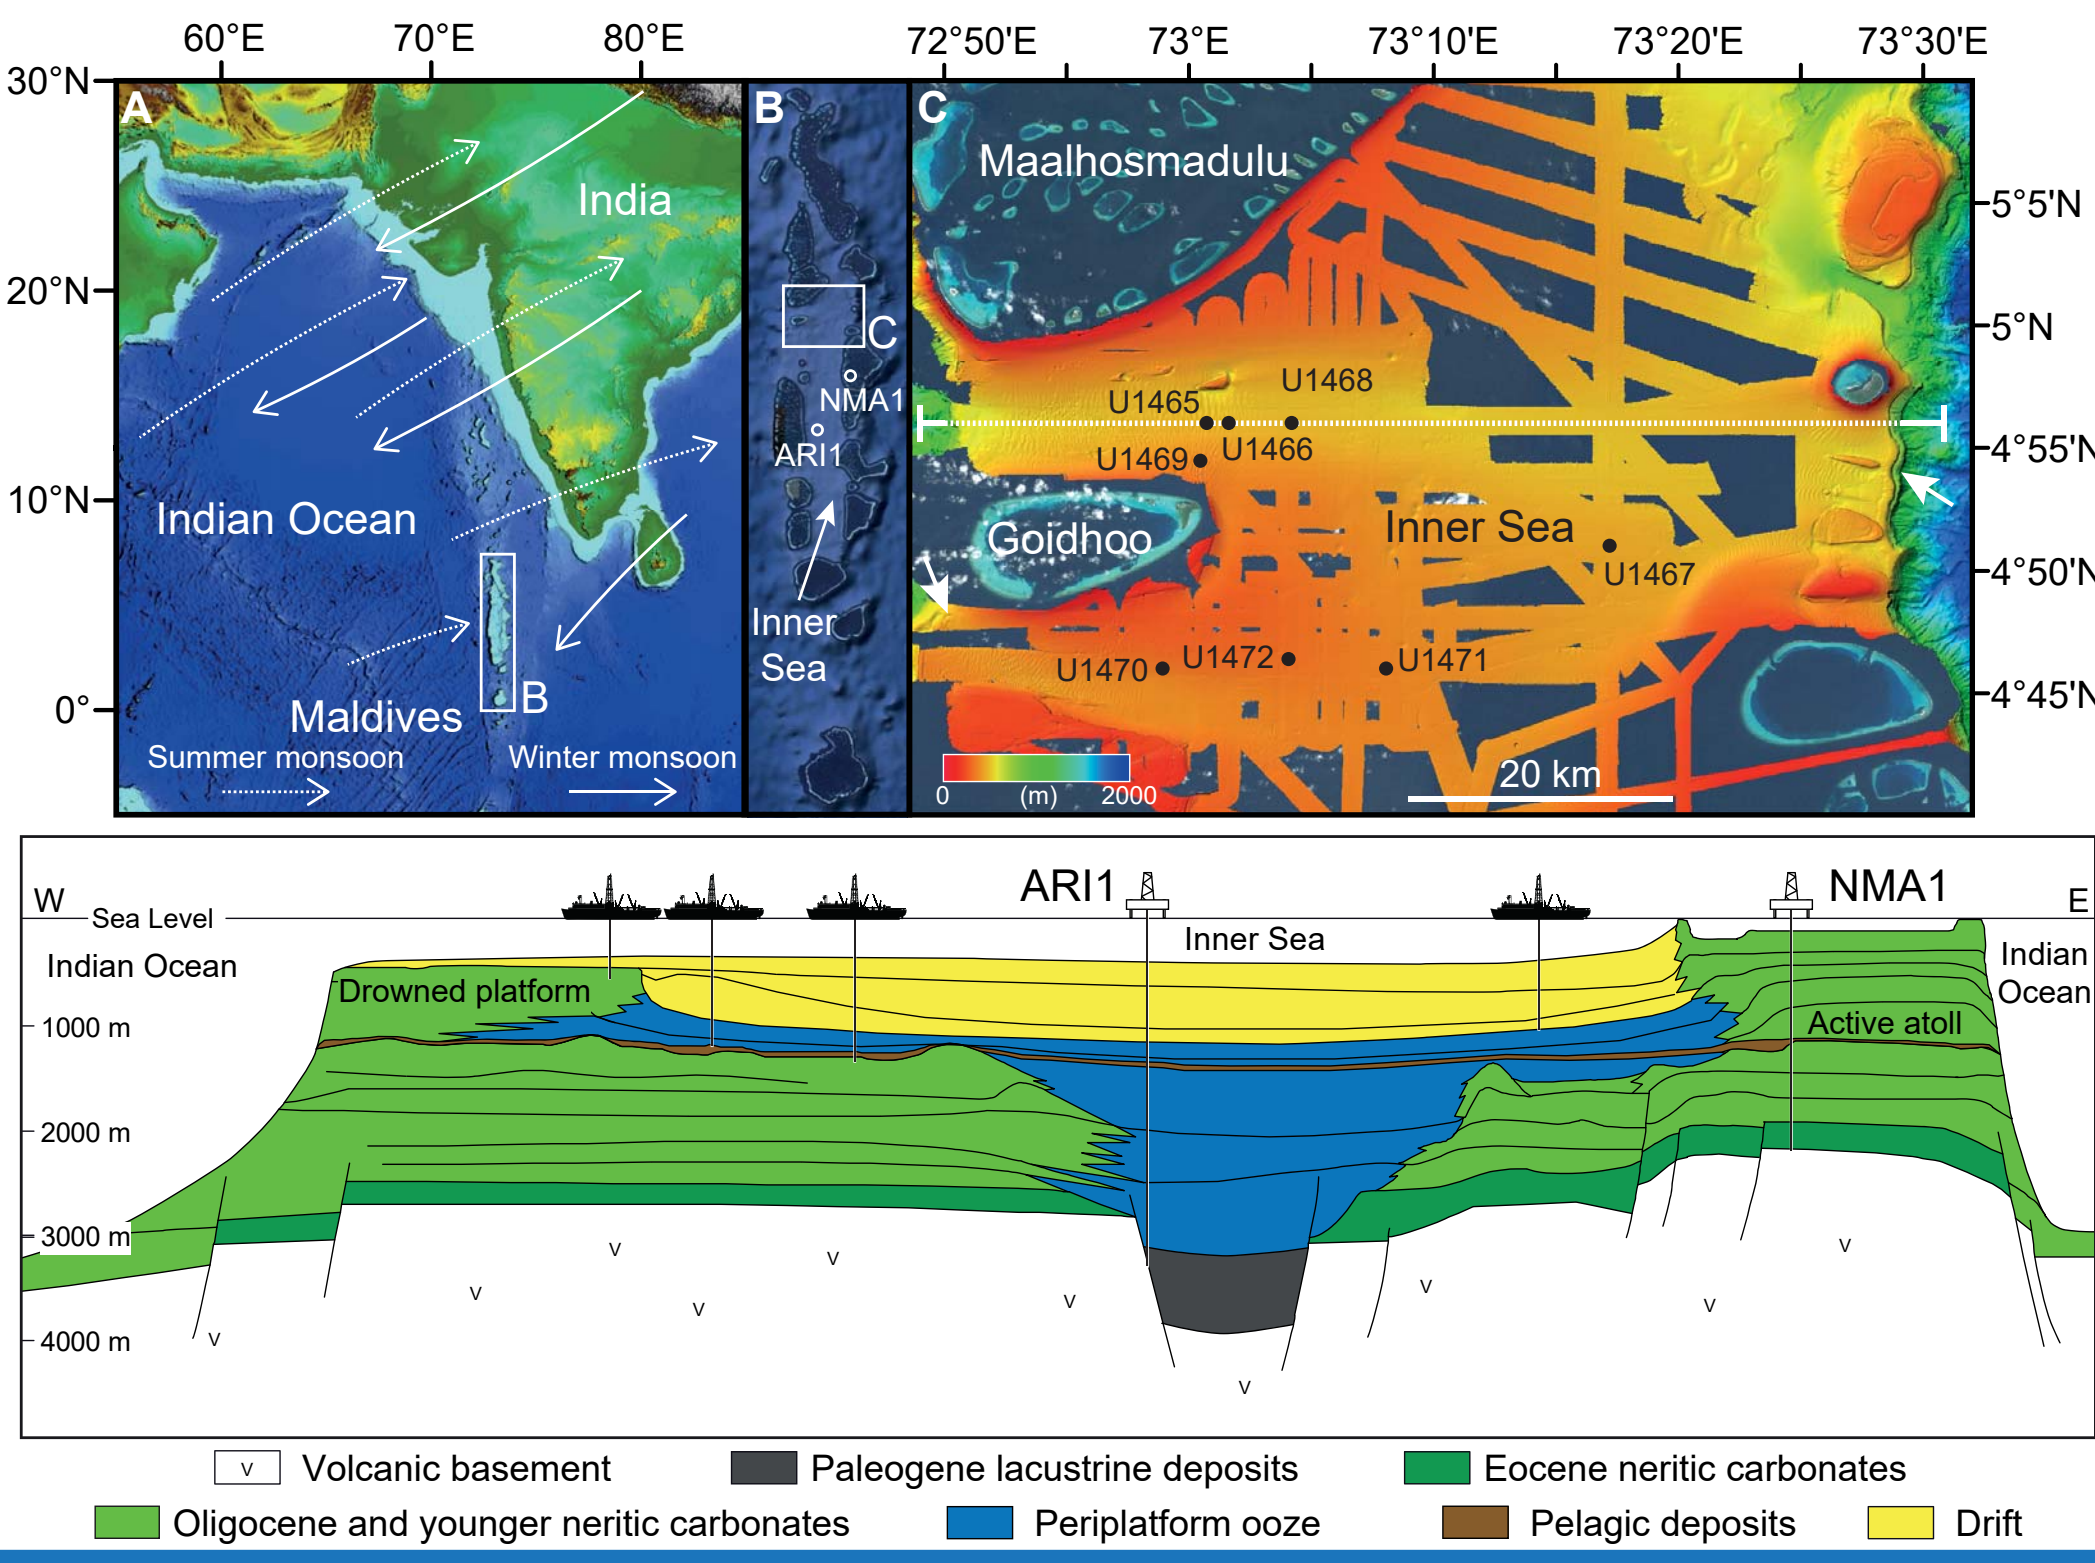 60°E 70°E 80°E
72°50'E 73°E 73°10'E 73°20'E 73°30'E
30°N
20°N
10°N
0°
A
India
Indian Ocean
Maldives
B
Summer monsoon
Winter monsoon
B
C
NMA1
ARI1
Inner
Sea
C
Maalhosmadulu
U1468
U1465
U1466
U1469
Goidhoo
Inner Sea
U1467
U1470
U1472
U1471
0 (m) 2000
20 km
5°5'N
5°N
4°55'N
4°50'N
4°45'N
W
E
ARI1
NMA1
Sea Level
Inner Sea
Indian Ocean
Indian
Ocean
Drowned platform
Active atoll
1000 m
2000 m
3000 m
4000 m
v v v v v v v v v v
v Volcanic basement
Paleogene lacustrine deposits
Eocene neritic carbonates
Oligocene and younger neritic carbonates
Periplatform ooze
Pelagic deposits
Drift